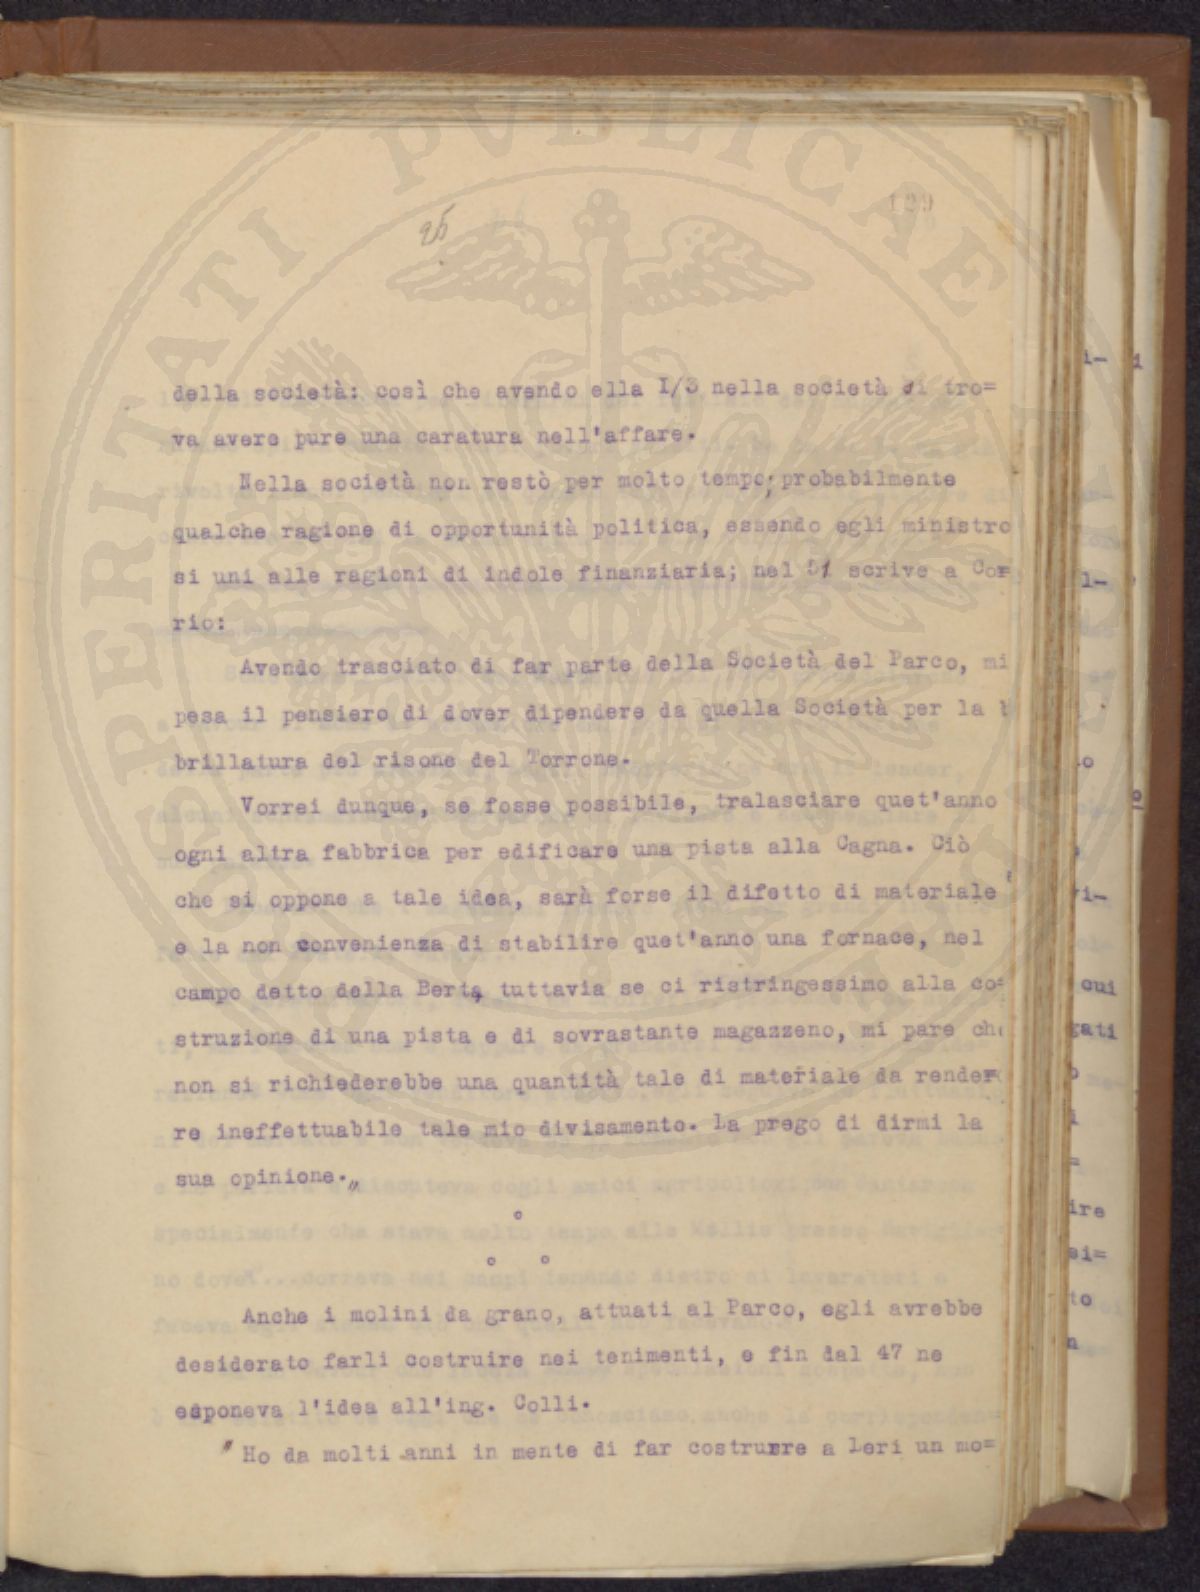 25
129
della società: così che avendo ella I/3 nella società di tro=
va avere pure una caratura nell'affare.
Nella società non restò per molto tempo; probabilmente
qualche ragione di opportunità politica, essendo egli ministro
si unì alle ragioni di indole finanziaria; nel 51 scrive a Cor=
rio:
Avendo trasciato di far parte della Società del Parco, mi
pesa il pensiero di dover dipendere da quella Società per la b
brillatura del risone del Torrone.
Vorrei dunque, se fosse possibile, tralasciare quet'anno
ogni altra fabbrica per edificare una pista alla Cagna. Ciò
che si oppone a tale idea, sarà forse il difetto di materiale
e la non convenienza di stabilire quet'anno una fornace, nel
campo detto della Berta, tuttavia se ci ristringessimo alla co=
struzione di una pista e di sovrastante magazzeno, mi pare che
non si richiederebbe una quantità tale di materiale da rendere
re ineffettuabile tale mio divisamento. La prego di dirmi la
sua opinione."
°
° °
Anche i molini da grano, attuati al Parco, egli avrebbe
desiderato farli costruire nei tenimenti, e fin dal 47 ne
esponeva l'idea all'ing. Colli.
" Ho da molti anni in mente di far costrurre a Leri un mo=
PROSPERITATI PVBLICAE AVGENDAE